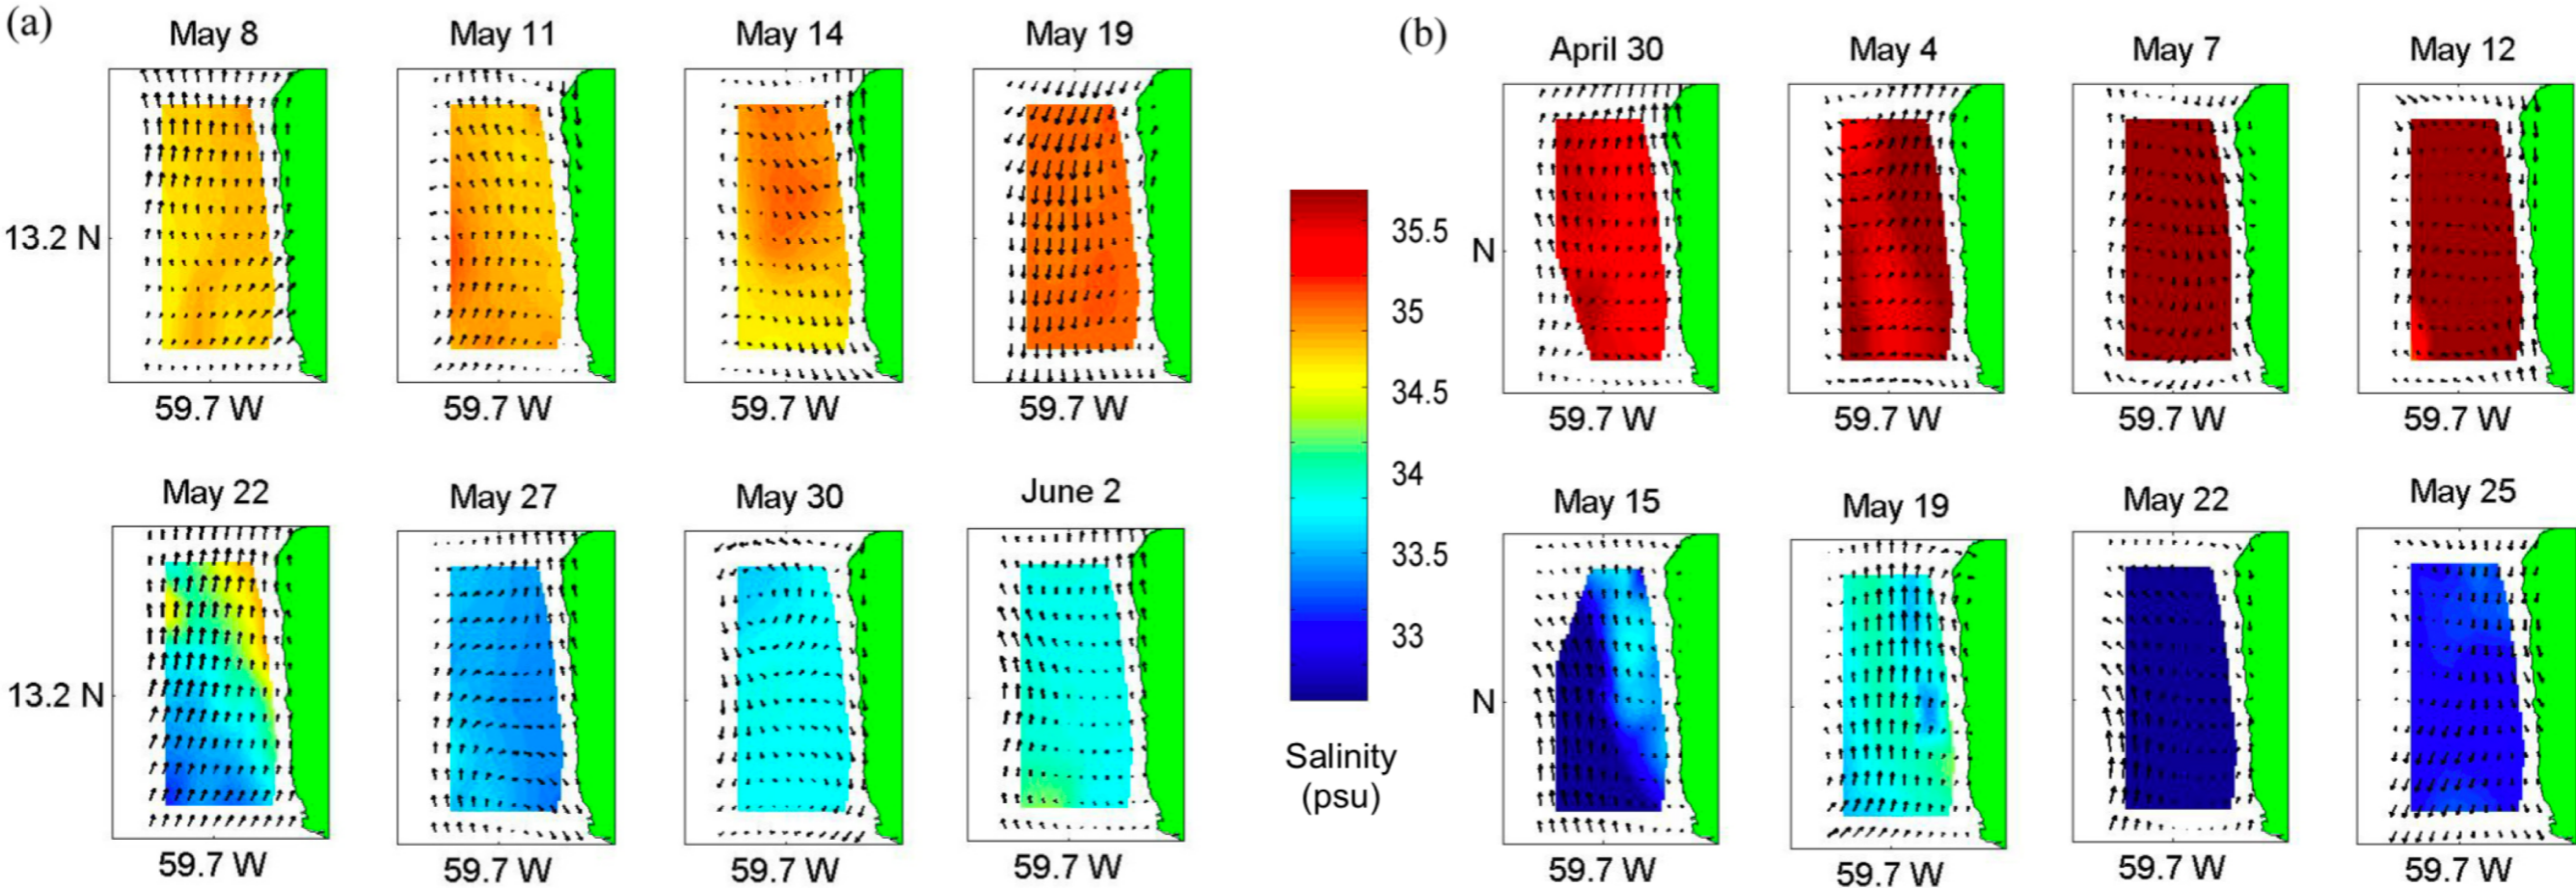 (a)
May 8
May 11
May 14
May 19
13.2 N
59.7 W
59.7 W
59.7 W
59.7 W
May 22
May 27
May 30
June 2
13.2 N
59.7 W
59.7 W
59.7 W
59.7 W
35.5
35
34.5
34
33.5
33
Salinity
(psu)
(b)
April 30
May 4
May 7
May 12
N
59.7 W
59.7 W
59.7 W
59.7 W
May 15
May 19
May 22
May 25
N
59.7 W
59.7 W
59.7 W
59.7 W